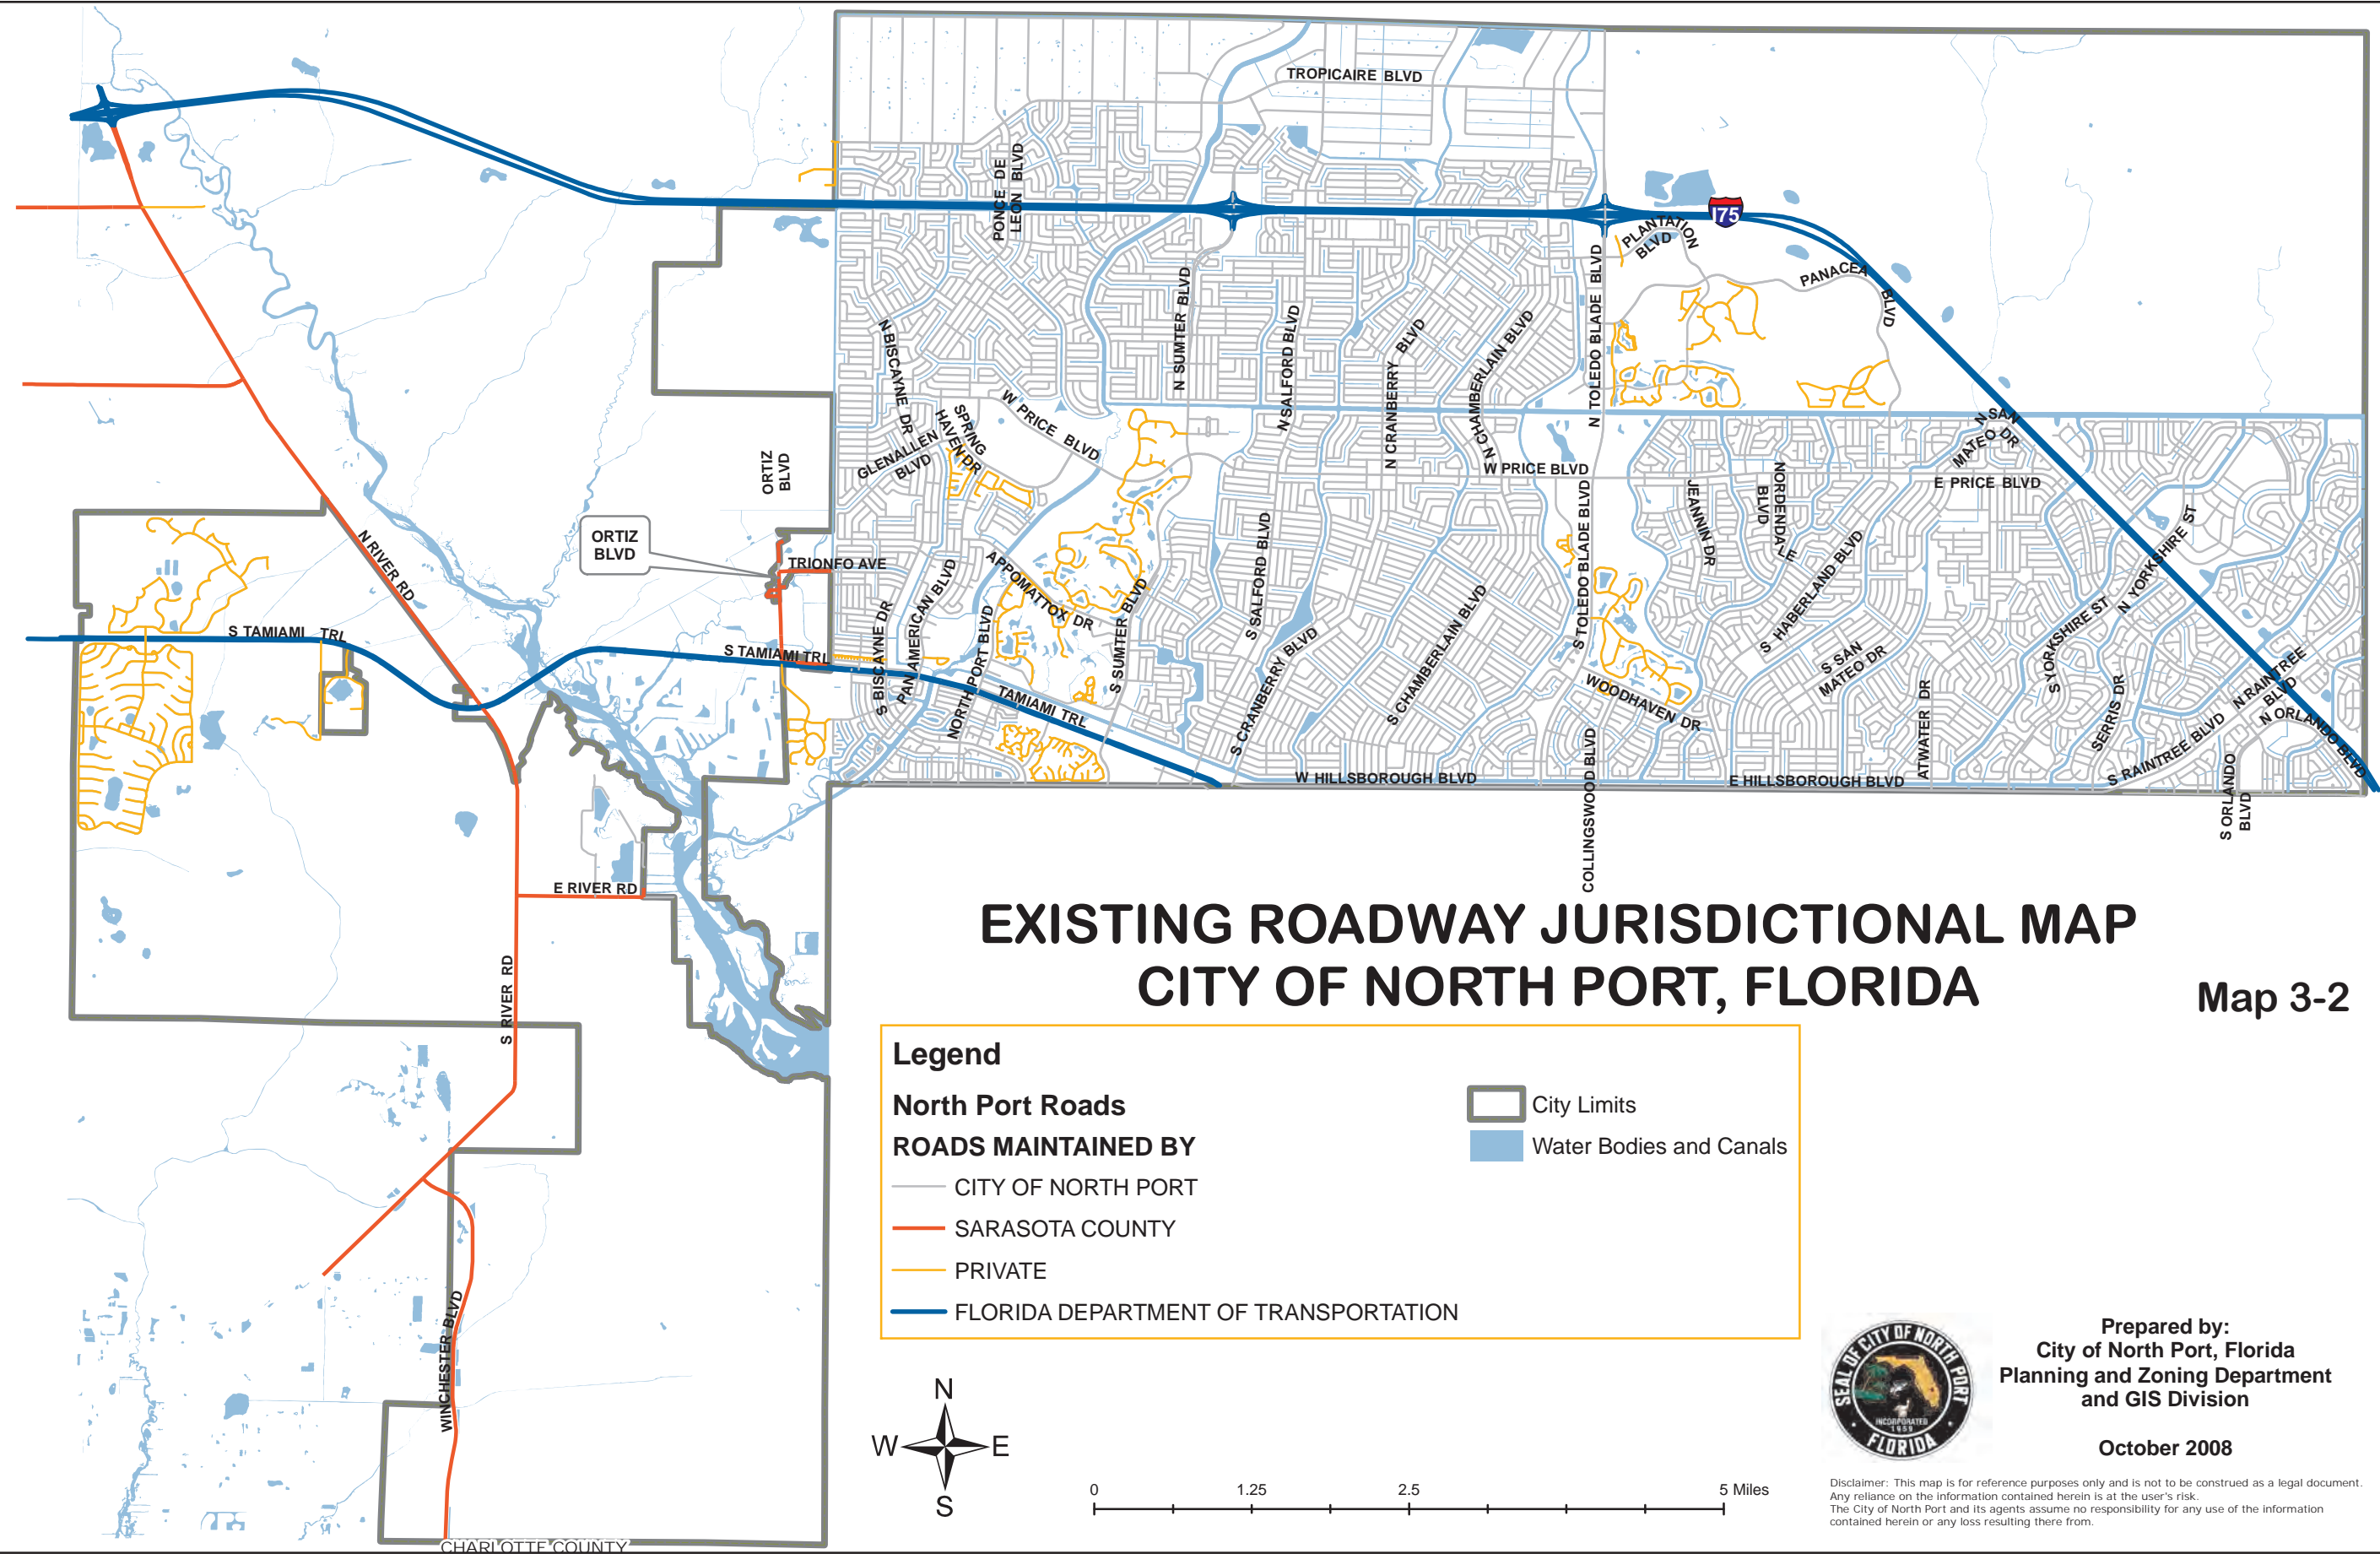 TROPICAIRE BLVD
PONCE DE
LEON BLVD
175
PLANTATION
BLVD
PANACEA
BLVD
N SUMTER BLVD
N SALFORD BLVD
N CRANBERRY BLVD
N CHAMBERLAIN BLVD
N TOLEDO BLADE BLVD
N BISCAYNE DR
SPRING
HAVEN DR
GLENALLEN
BLVD
W PRICE BLVD
W PRICE BLVD
N SAN
MATEO DR
E PRICE BLVD
ORTIZ
BLVD
ORTIZ
BLVD
TRIONFO AVE
N RIVER RD
S TAMIAMI TRL
S TAMIAMI TRL
TAMIAMI TRL
S BISCAYNE DR
PAN AMERICAN BLVD
NORTH PORT BLVD
APPOMATTOX DR
S SUMTER BLVD
S SALFORD BLVD
S CRANBERRY BLVD
S CHAMBERLAIN BLVD
S TOLEDO BLADE BLVD
JEANNIN DR
NORDENDALE
BLVD
S HABERLAND BLVD
S SAN
MATEO DR
WOODHAVEN DR
ATWATER DR
S YORKSHIRE ST
N YORKSHIRE ST
SERRIS DR
N RAINTREE
BLVD
S RAINTREE BLVD
N ORLANDO BLVD
S ORLANDO
BLVD
W HILLSBOROUGH BLVD
E HILLSBOROUGH BLVD
COLLINGSWOOD BLVD
E RIVER RD
S RIVER RD
WINCHESTER BLVD
CHARLOTTE COUNTY
EXISTING ROADWAY JURISDICTIONAL MAP
CITY OF NORTH PORT, FLORIDA
Map 3-2
Legend
North Port Roads
ROADS MAINTAINED BY
CITY OF NORTH PORT
SARASOTA COUNTY
PRIVATE
FLORIDA DEPARTMENT OF TRANSPORTATION
City Limits
Water Bodies and Canals
N
W E
S
0 1.25 2.5 5 Miles
SEAL OF CITY OF NORTH PORT
INCORPORATED
1959
FLORIDA
Prepared by:
City of North Port, Florida
Planning and Zoning Department
and GIS Division
October 2008
Disclaimer: This map is for reference purposes only and is not to be construed as a legal document.
Any reliance on the information contained herein is at the user's risk.
The City of North Port and its agents assume no responsibility for any use of the information
contained herein or any loss resulting there from.